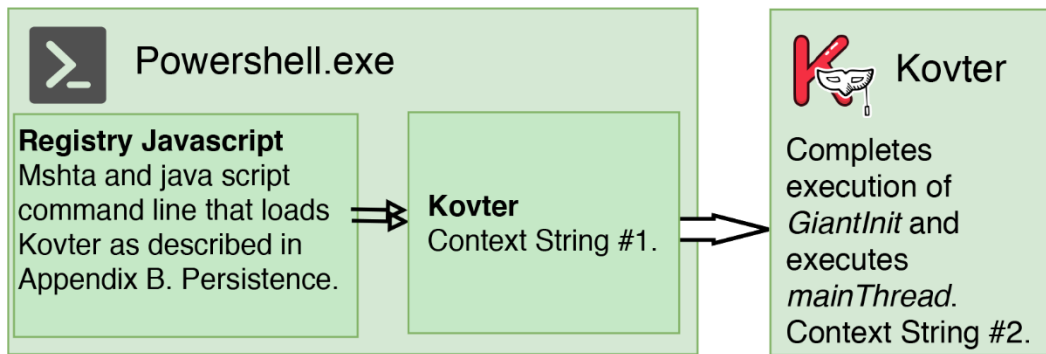 Powershell.exe
Registry Javascript
Mshta and java script
command line that loads
Kovter as described in
Appendix B. Persistence.
Kovter
Context String #1.
Kovter
Completes
execution of
GiantInit and
executes
mainThread.
Context String #2.